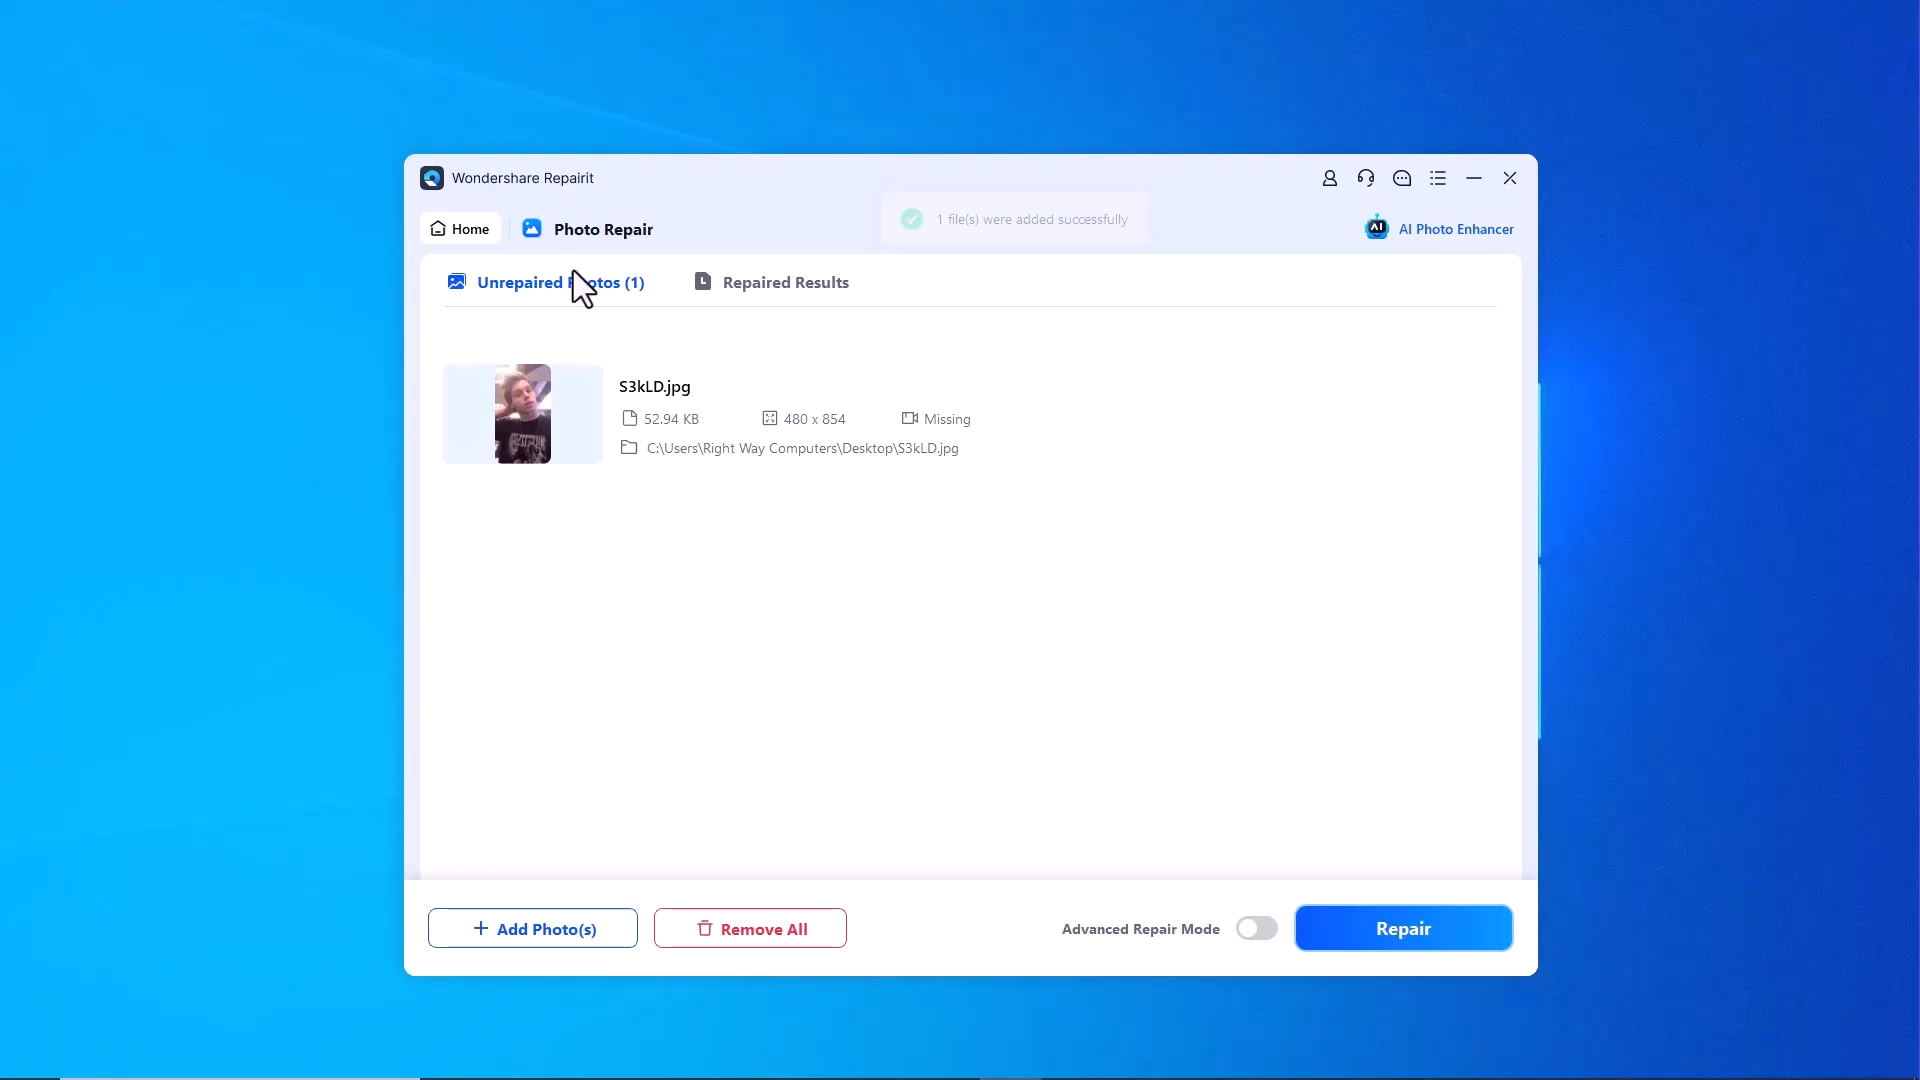 Wondershare Repairit
1 file(s) were added successfully
Home
Photo Repair
AI
AI Photo Enhancer
Unrepaired Photos (1)
Repaired Results
S3kLD.jpg
52.94 KB
480 x 854
Missing
C:\Users\Right Way Computers\Desktop\S3kLD.jpg
Add Photo(s)
Remove All
Advanced Repair Mode
Repair